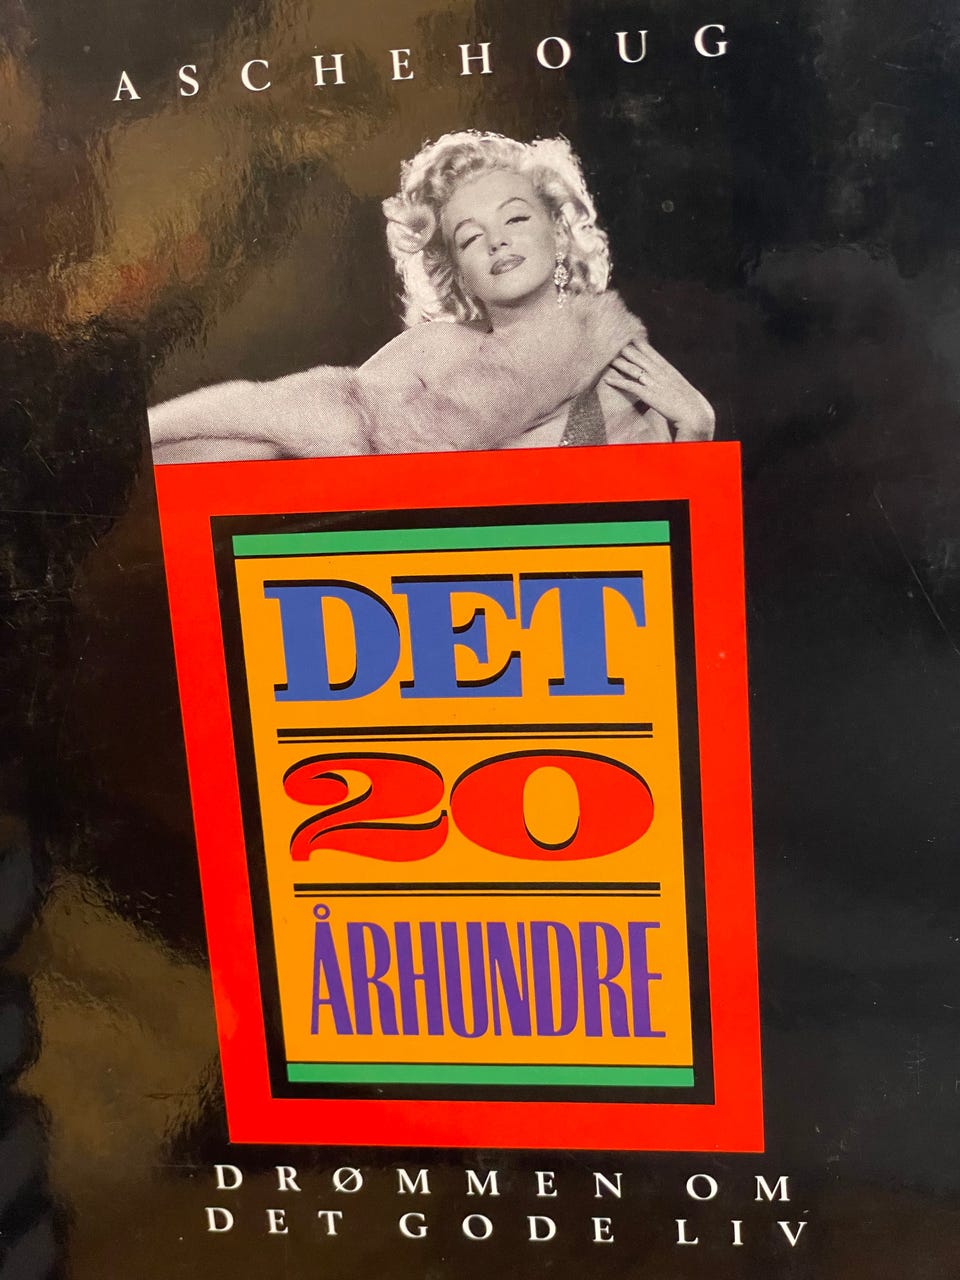 ASCHEHOUG
DET
20
ÅRHUNDRE
DRØMMEN OM
DET GODE LIV